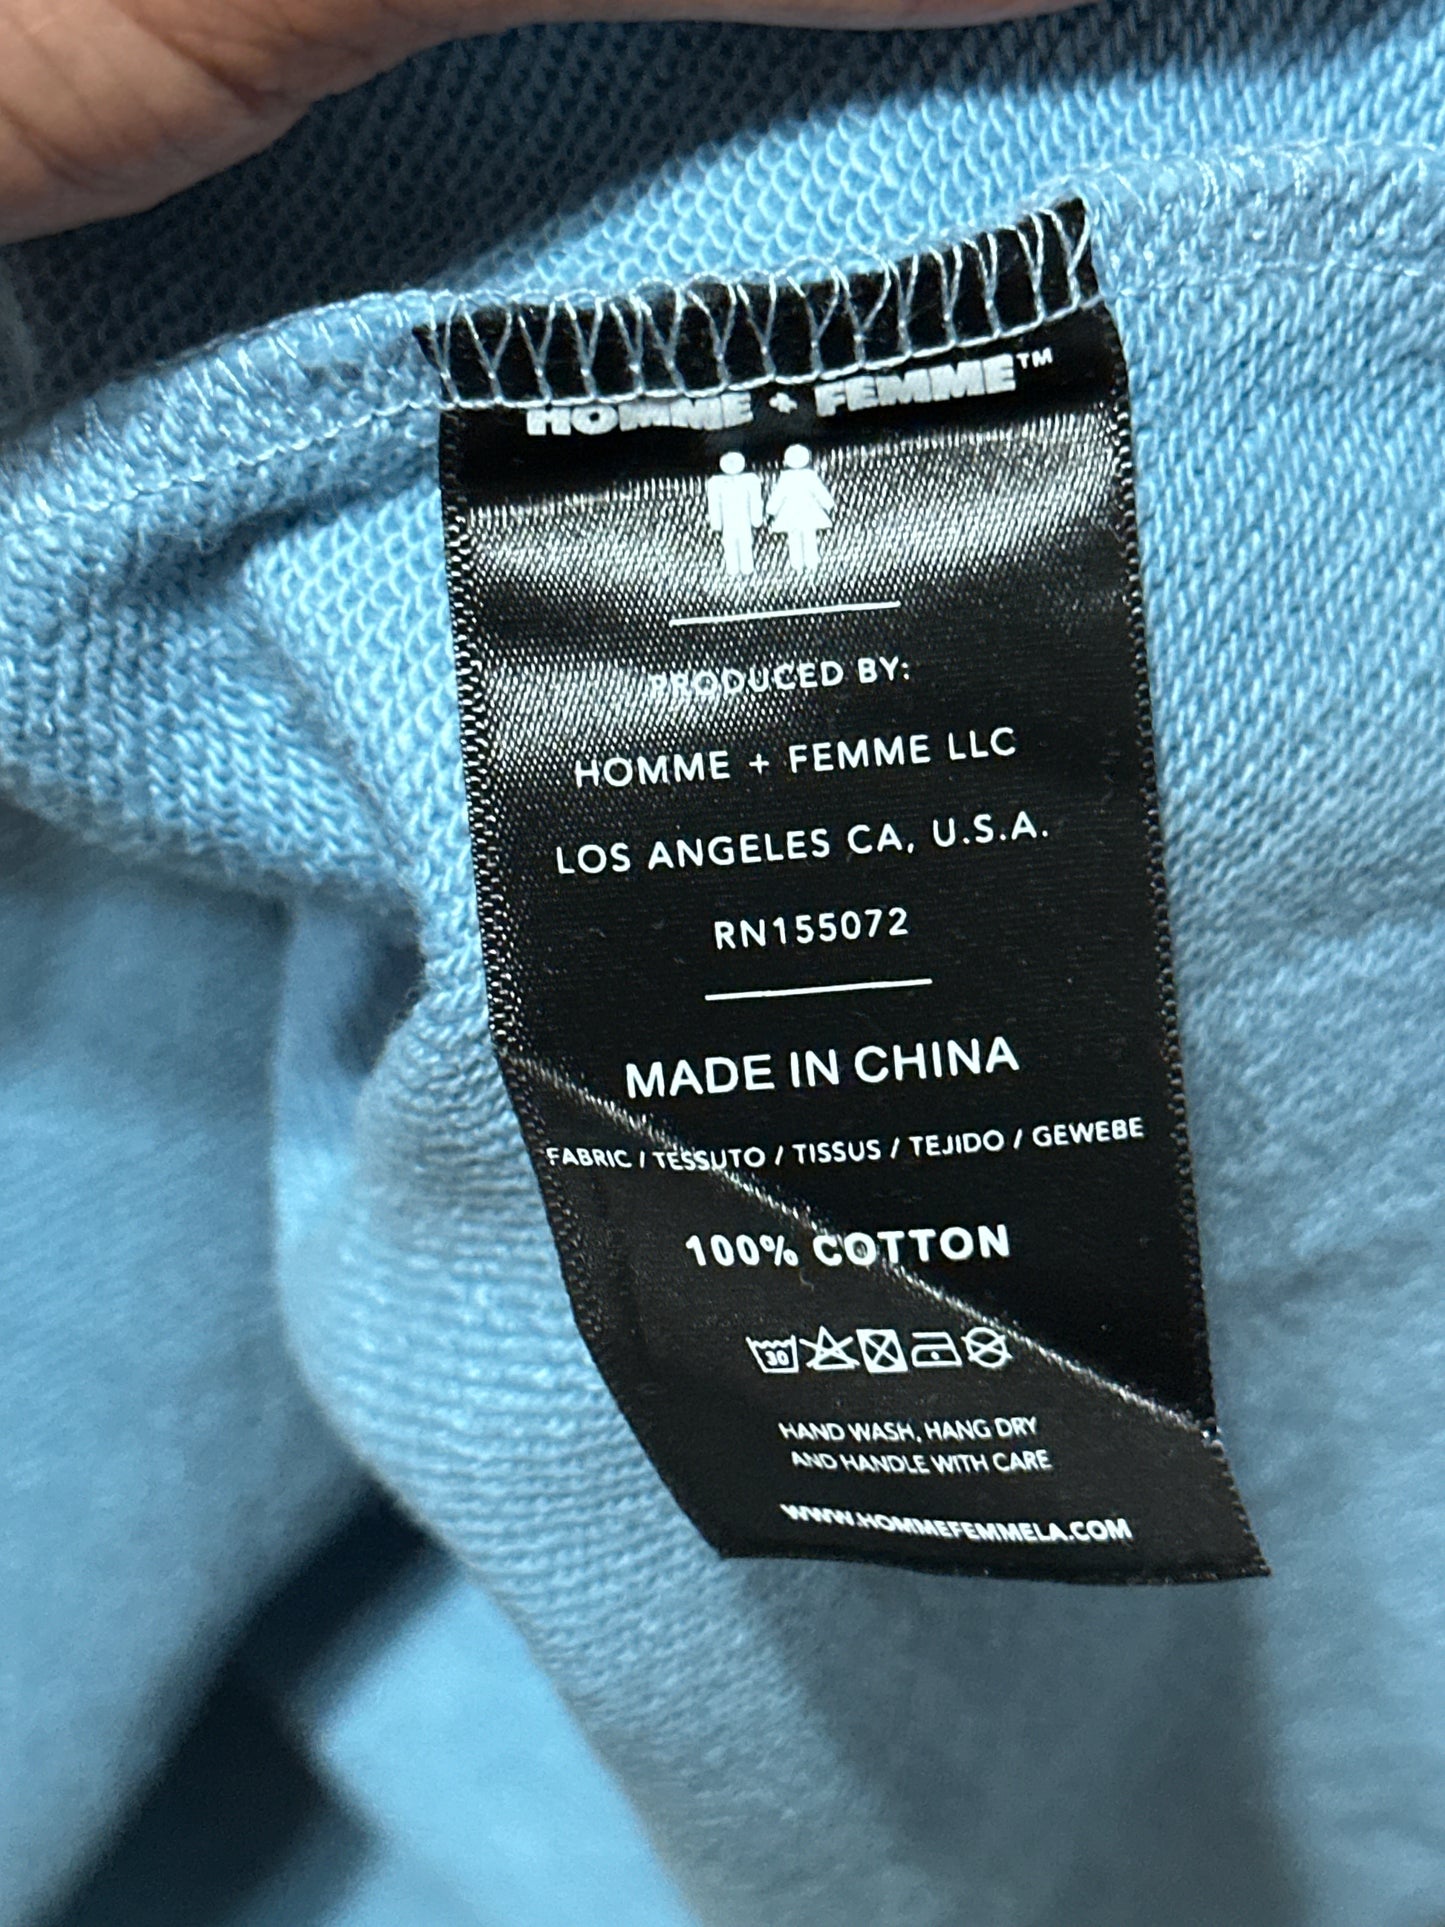 HOMME + FEMME™
PRODUCED BY:
HOMME + FEMME LLC
LOS ANGELES CA, U.S.A.
RN155072
MADE IN CHINA
FABRIC / TESSUTO / TISSUS / TEJIDO / GEWEBE
100% COTTON
30
HAND WASH, HANG DRY
AND HANDLE WITH CARE
WWW.HOMMEFEMMELA.COM